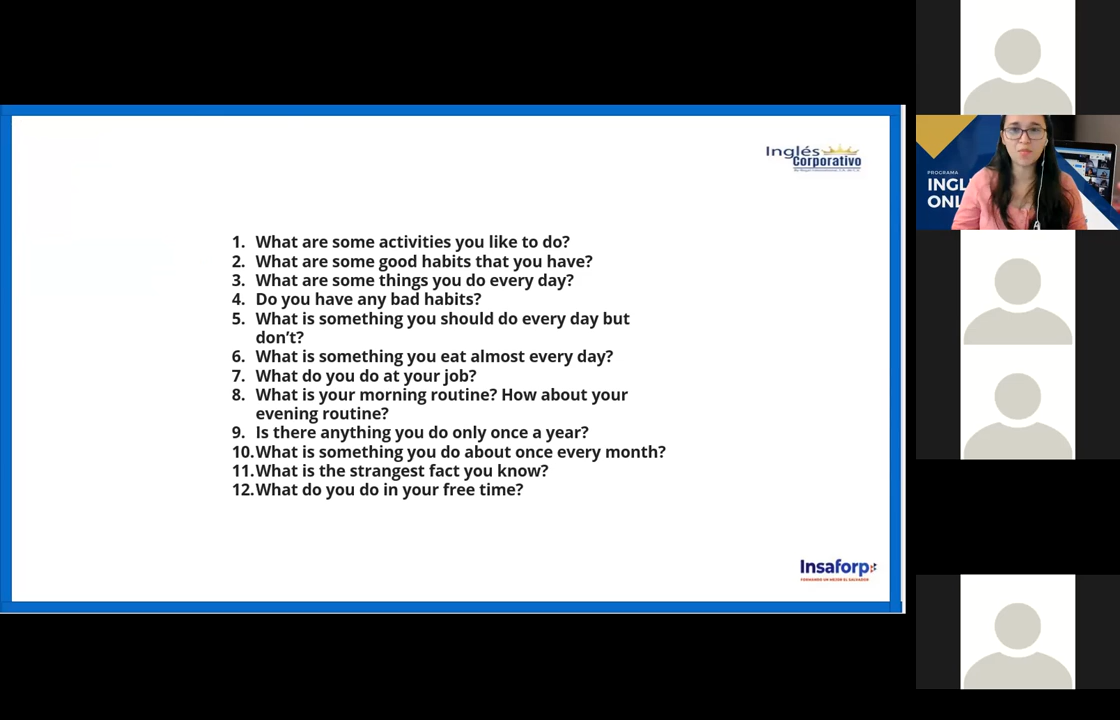 Inglés
Corporativo
1. What are some activities you like to do?
2. What are some good habits that you have?
3. What are some things you do every day?
4. Do you have any bad habits?
5. What is something you should do every day but
don't?
6. What is something you eat almost every day?
7. What do you do at your job?
8. What is your morning routine? How about your
evening routine?
9. Is there anything you do only once a year?
10. What is something you do about once every month?
11. What is the strangest fact you know?
12. What do you do in your free time?
Insaforp
FORMANDO UN MEJOR EL SALVADOR
PROGRAMA
INGL
ONL